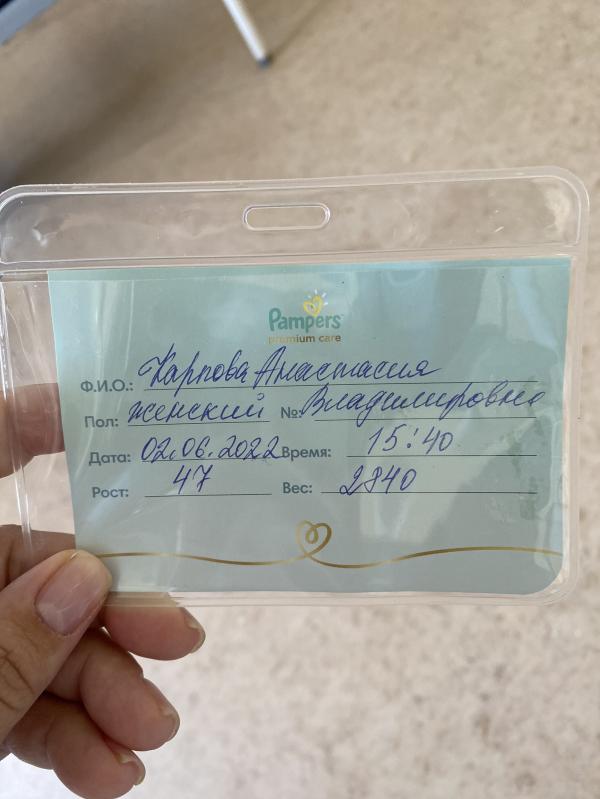 Pampers
premium care
Ф.И.О.: Карпова Анастасия
Пол: женский №: Владимировна
Дата: 02.06.2022 Время: 15:40
Рост: 47 Вес: 2840